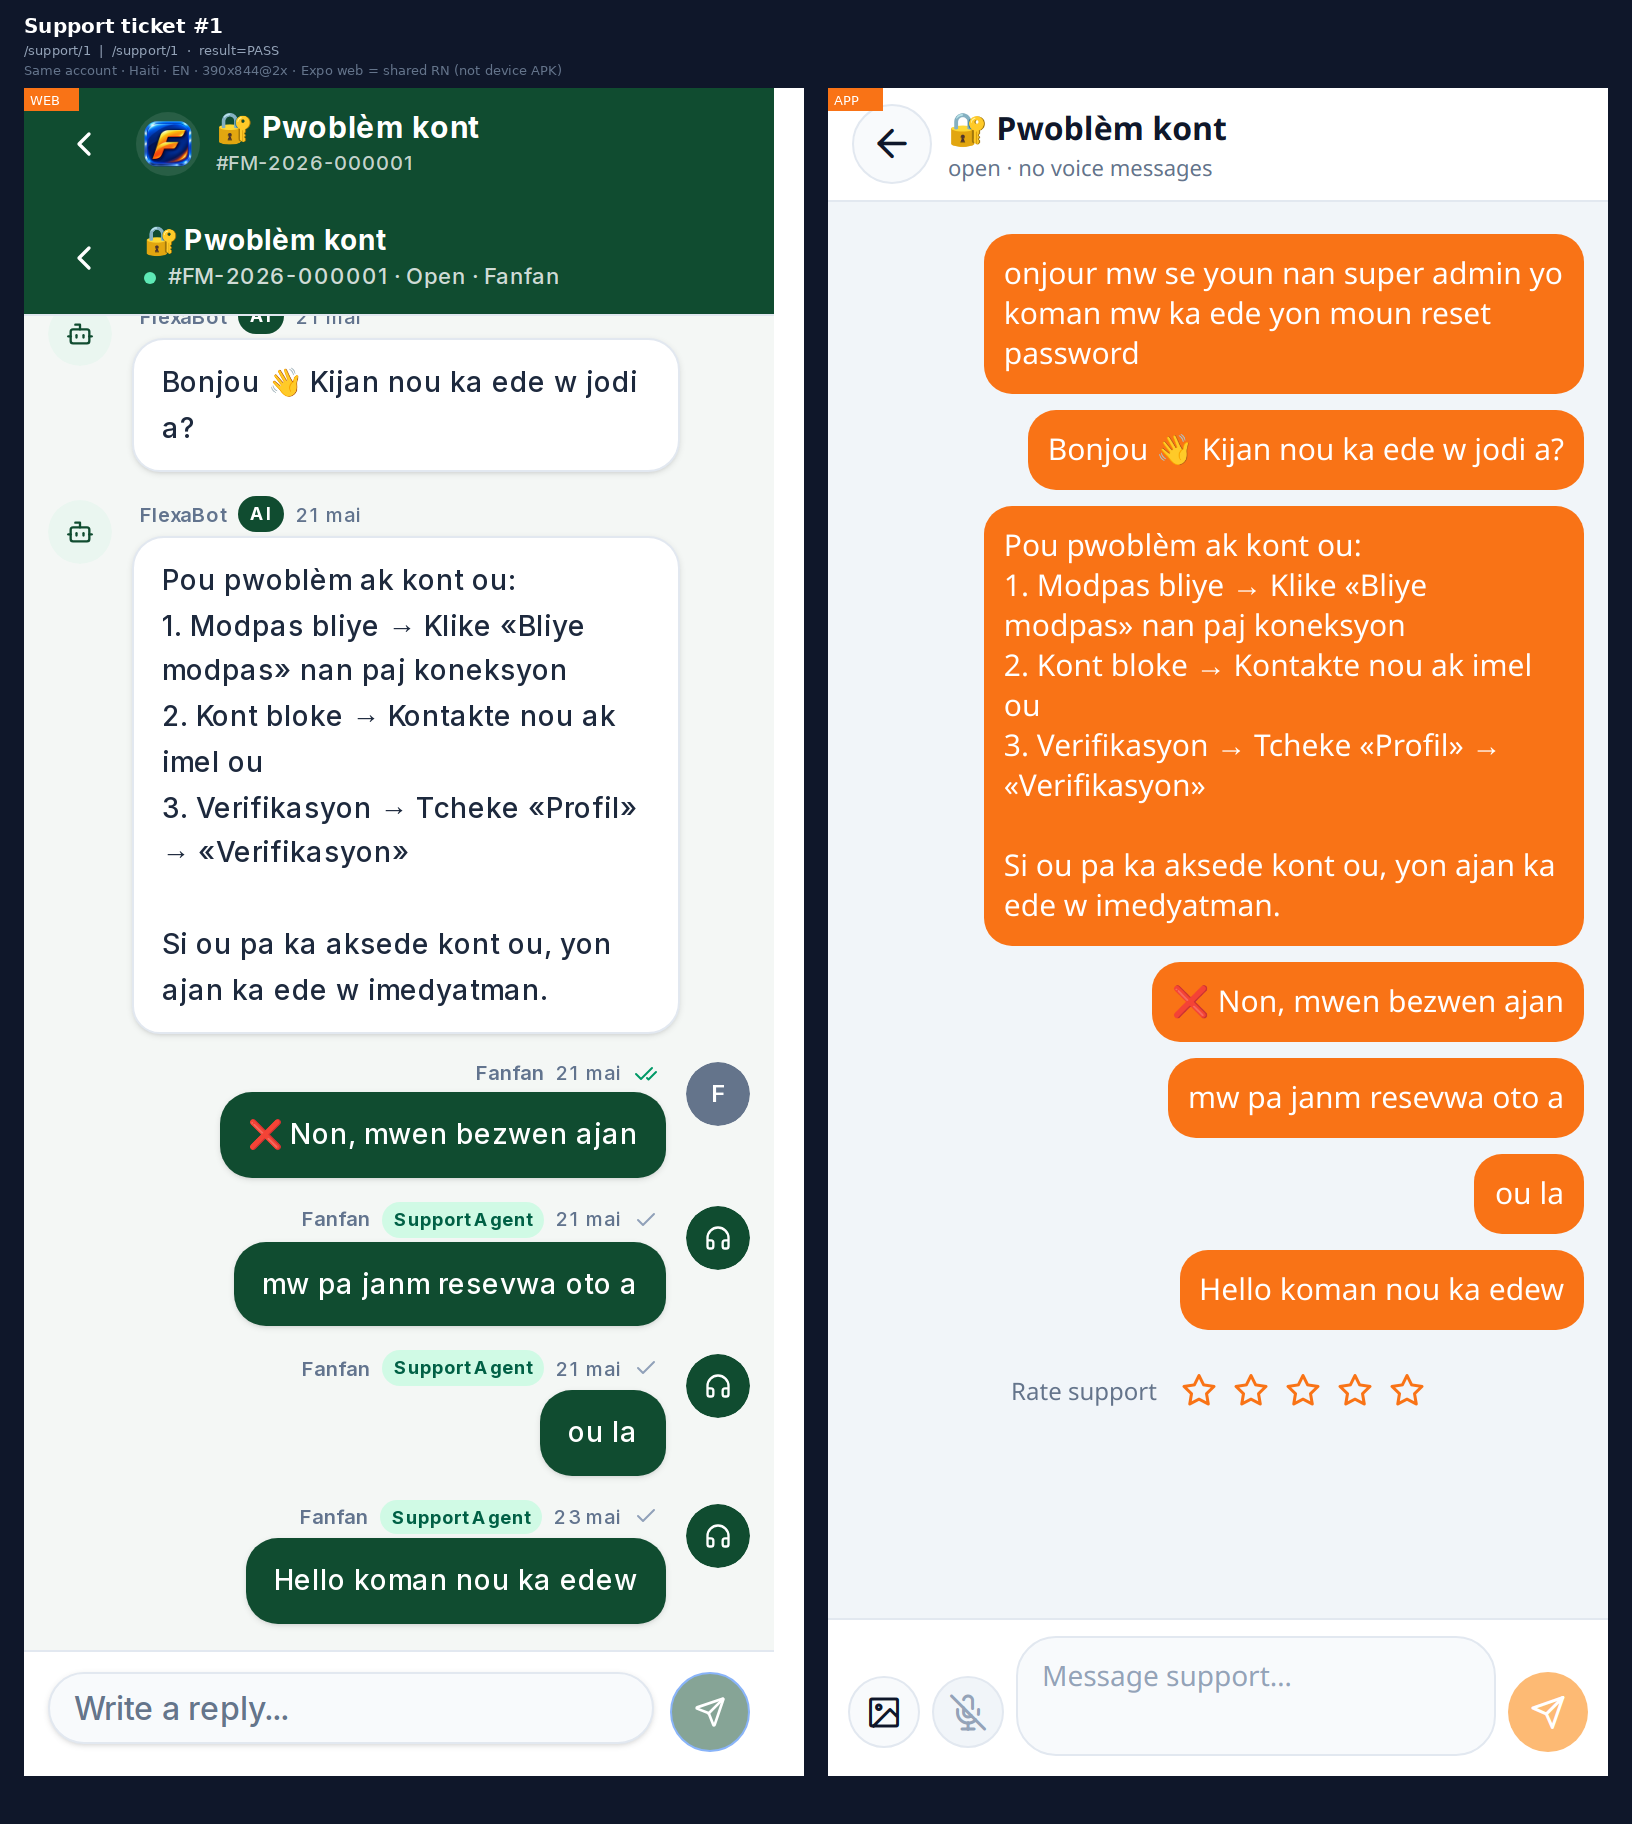 Support ticket #1
/support/1 | /support/1 · result=PASS
Same account · Haiti · EN · 390x844@2x · Expo web = shared RN (not device APK)
WEB
🔐 Pwoblèm kont
#FM-2026-000001
🔐 Pwoblèm kont
#FM-2026-000001 · Open · Fanfan
FlexaBot AI 21 mai
Bonjou 👋 Kijan nou ka ede w jodi
a?
FlexaBot AI 21 mai
Pou pwoblèm ak kont ou:
1. Modpas bliye → Klike «Bliye
modpas» nan paj koneksyon
2. Kont bloke → Kontakte nou ak
imel ou
3. Verifikasyon → Tcheke «Profil»
→ «Verifikasyon»
Si ou pa ka aksede kont ou, yon
ajan ka ede w imedyatman.
Fanfan 21 mai
F
❌ Non, mwen bezwen ajan
Fanfan Support Agent 21 mai
mw pa janm resevwa oto a
Fanfan Support Agent 21 mai
ou la
Fanfan Support Agent 23 mai
Hello koman nou ka edew
Write a reply...
APP
🔐 Pwoblèm kont
open · no voice messages
onjour mw se youn nan super admin yo
koman mw ka ede yon moun reset
password
Bonjou 👋 Kijan nou ka ede w jodi a?
Pou pwoblèm ak kont ou:
1. Modpas bliye → Klike «Bliye
modpas» nan paj koneksyon
2. Kont bloke → Kontakte nou ak imel
ou
3. Verifikasyon → Tcheke «Profil» →
«Verifikasyon»
Si ou pa ka aksede kont ou, yon ajan ka
ede w imedyatman.
❌ Non, mwen bezwen ajan
mw pa janm resevwa oto a
ou la
Hello koman nou ka edew
Rate support
Message support...